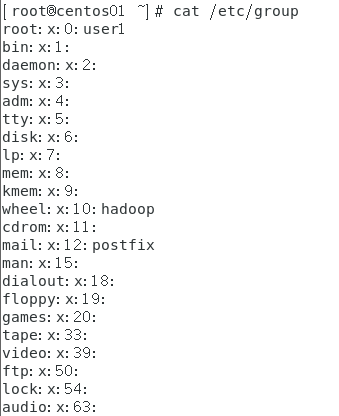 [root@centos01 ~]# cat /etc/group
root:x:0:user1
bin:x:1:
daemon:x:2:
sys:x:3:
adm:x:4:
tty:x:5:
disk:x:6:
lp:x:7:
mem:x:8:
kmem:x:9:
wheel:x:10:hadoop
cdrom:x:11:
mail:x:12:postfix
man:x:15:
dialout:x:18:
floppy:x:19:
games:x:20:
tape:x:33:
video:x:39:
ftp:x:50:
lock:x:54:
audio:x:63: